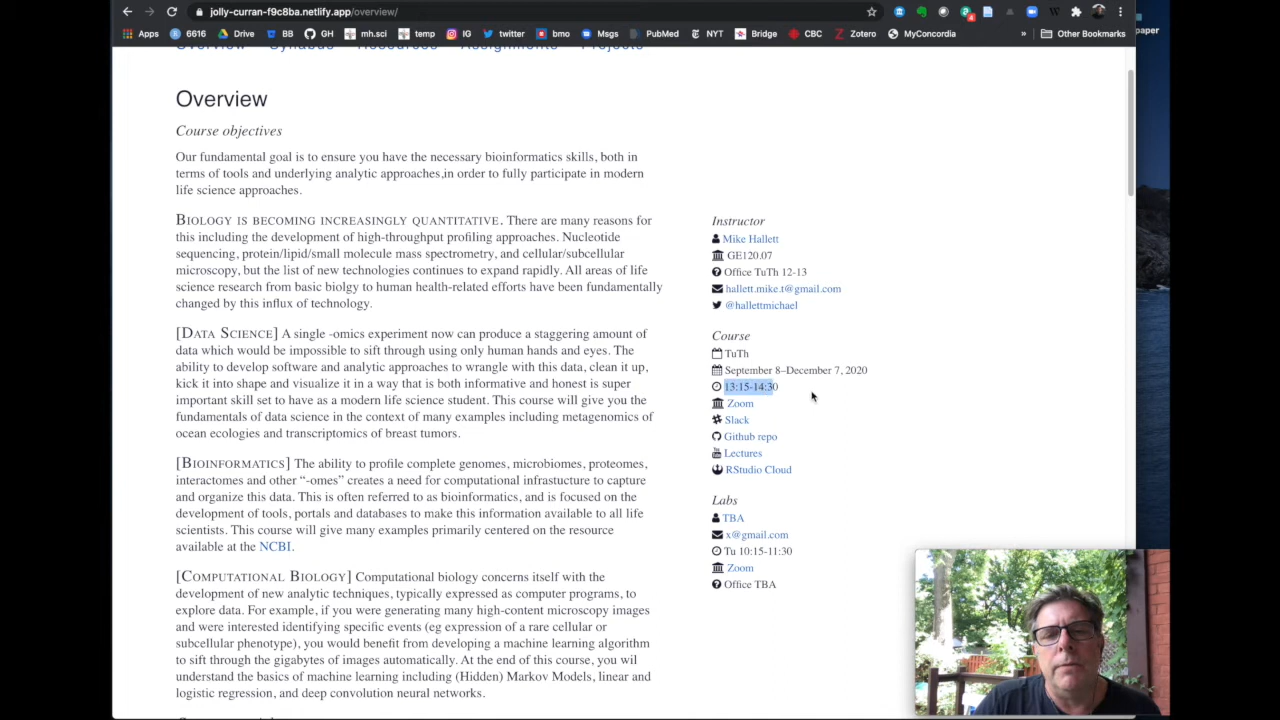 jolly-curran-f9c8ba.netlify.app/overview/
Apps 6616 Drive BB GH mh.sci temp IG twitter bmo Msgs PubMed NYT Bridge CBC Zotero MyConcordia » Other Bookmarks
paper
Overview Syllabus Resources Assignments Projects
Overview
Course objectives
Our fundamental goal is to ensure you have the necessary bioinformatics skills, both in
terms of tools and underlying analytic approaches,in order to fully participate in modern
life science approaches.
BIOLOGY IS BECOMING INCREASINGLY QUANTITATIVE. There are many reasons for
this including the development of high-throughput profiling approaches. Nucleotide
sequencing, protein/lipid/small molecule mass spectrometry, and cellular/subcellular
microscopy, but the list of new technologies continues to expand rapidly. All areas of life
science research from basic biolgy to human health-related efforts have been fundamentally
changed by this influx of technology.
[DATA SCIENCE] A single -omics experiment now can produce a staggering amount of
data which would be impossible to sift through using only human hands and eyes. The
ability to develop software and analytic approaches to wrangle with this data, clean it up,
kick it into shape and visualize it in a way that is both informative and honest is super
important skill set to have as a modern life science student. This course will give you the
fundamentals of data science in the context of many examples including metagenomics of
ocean ecologies and transcriptomics of breast tumors.
[BIOINFORMATICS] The ability to profile complete genomes, microbiomes, proteomes,
interactomes and other “-omes” creates a need for computational infrastucture to capture
and organize this data. This is often referred to as bioinformatics, and is focused on the
development of tools, portals and databases to make this information available to all life
scientists. This course will give many examples primarily centered on the resource
available at the NCBI.
[COMPUTATIONAL BIOLOGY] Computational biology concerns itself with the
development of new analytic techniques, typically expressed as computer programs, to
explore data. For example, if you were generating many high-content microscopy images
and were interested identifying specific events (eg expression of a rare cellular or
subcellular phenotype), you would benefit from developing a machine learning algorithm
to sift through the gigabytes of images automatically. At the end of this course, you wil
understand the basics of machine learning including (Hidden) Markov Models, linear and
logistic regression, and deep convolution neural networks.
Instructor
Mike Hallett
GE120.07
Office TuTh 12-13
hallett.mike.t@gmail.com
@hallettmichael
Course
TuTh
September 8–December 7, 2020
13:15-14:30
Zoom
Slack
Github repo
Lectures
RStudio Cloud
Labs
TBA
x@gmail.com
Tu 10:15-11:30
Zoom
Office TBA